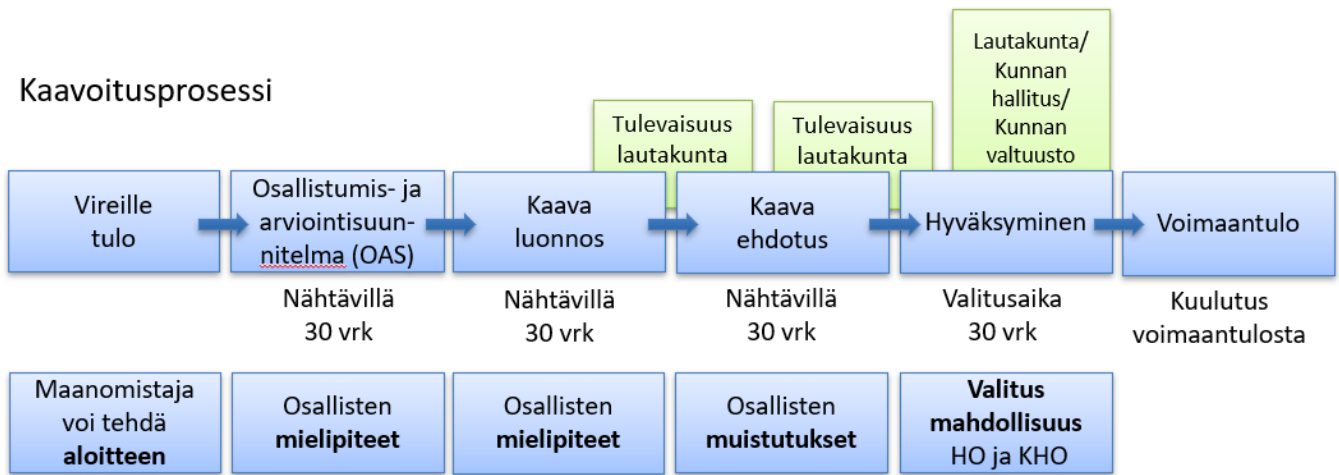 Kaavoitusprosessi
Tulevaisuus
lautakunta
Tulevaisuus
lautakunta
Lautakunta/
Kunnan
hallitus/
Kunnan
valtuusto
Vireille
tulo
Osallistumis- ja
arviointisuun-
nitelma (OAS)
Kaava
luonnos
Kaava
ehdotus
Hyväksyminen
Voimaantulo
Nähtävillä
30 vrk
Nähtävillä
30 vrk
Nähtävillä
30 vrk
Valitusaika
30 vrk
Kuulutus
voimaantulosta
Maanomistaja
voi tehdä
aloitteen
Osallisten
mielipiteet
Osallisten
mielipiteet
Osallisten
muistutukset
Valitus
mahdollisuus
HO ja KHO